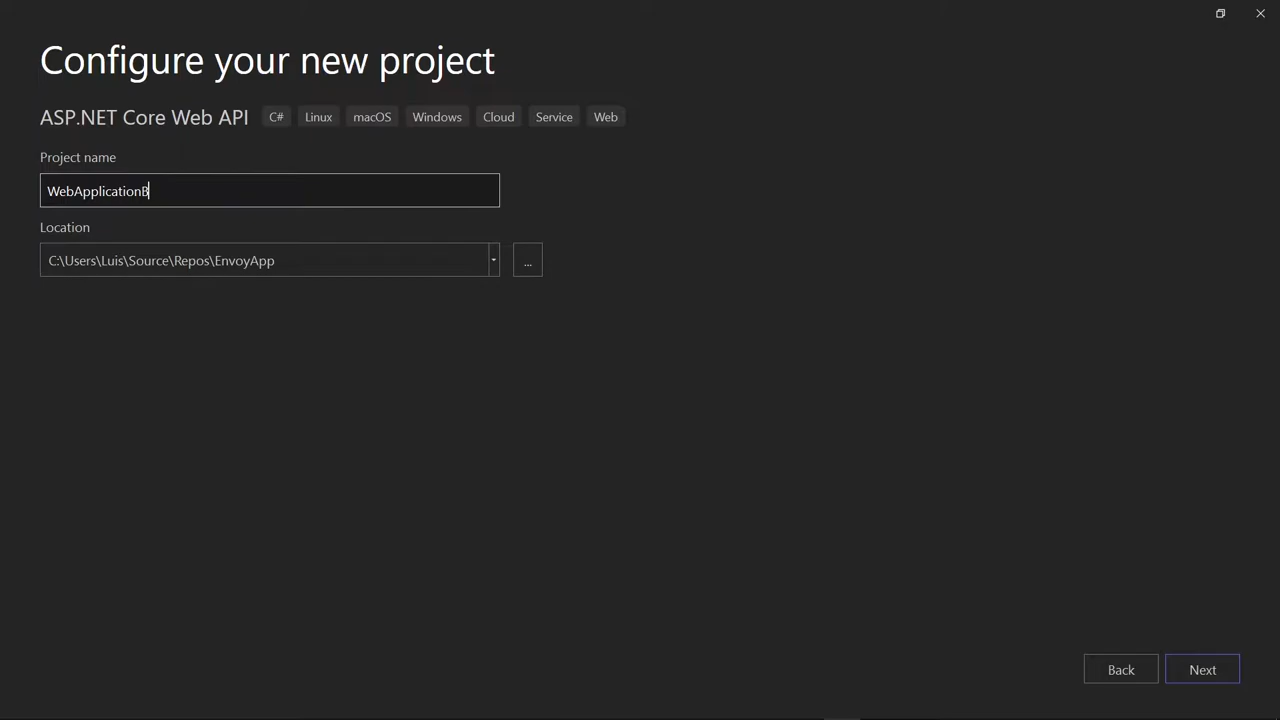 Configure your new project
ASP.NET Core Web API C# Linux macOS Windows Cloud Service Web
Project name
WebApplicationB
Location
C:\Users\Luis\Source\Repos\EnvoyApp ...
Back Next